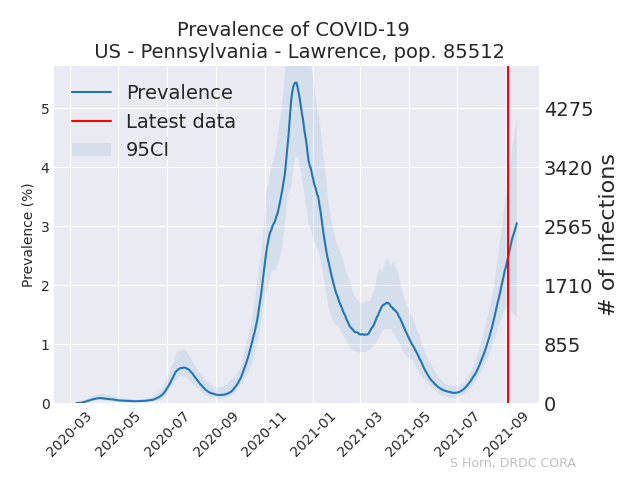 Prevalence of COVID-19
US - Pennsylvania - Lawrence, pop. 85512
Prevalence
Latest data
95CI
Prevalence (%)
5
4
3
2
1
0
4275
3420
2565
1710
855
0
# of infections
2020-03
2020-05
2020-07
2020-09
2020-11
2021-01
2021-03
2021-05
2021-07
2021-09
S Horn, DRDC CORA